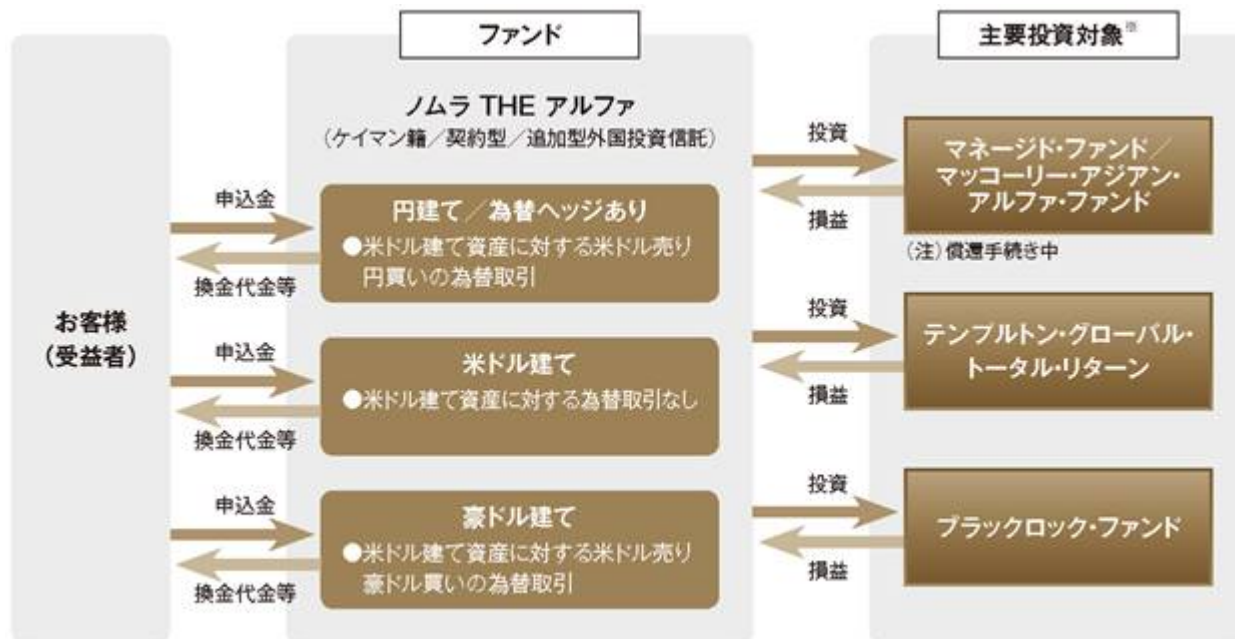 お客様
(受益者)
申込金
換金代金等
申込金
換金代金等
申込金
換金代金等
ファンド
ノムラ THE アルファ
(ケイマン籍/契約型/追加型外国投資信託)
円建て/為替ヘッジあり
●米ドル建て資産に対する米ドル売り
円買いの為替取引
米ドル建て
●米ドル建て資産に対する為替取引なし
豪ドル建て
●米ドル建て資産に対する米ドル売り
豪ドル買いの為替取引
投資
損益
投資
損益
投資
損益
主要投資対象※
マネージド・ファンド/
マッコーリー・アジアン・
アルファ・ファンド
(注)償還手続き中
テンプルトン・グローバル・
トータル・リターン
ブラックロック・ファンド